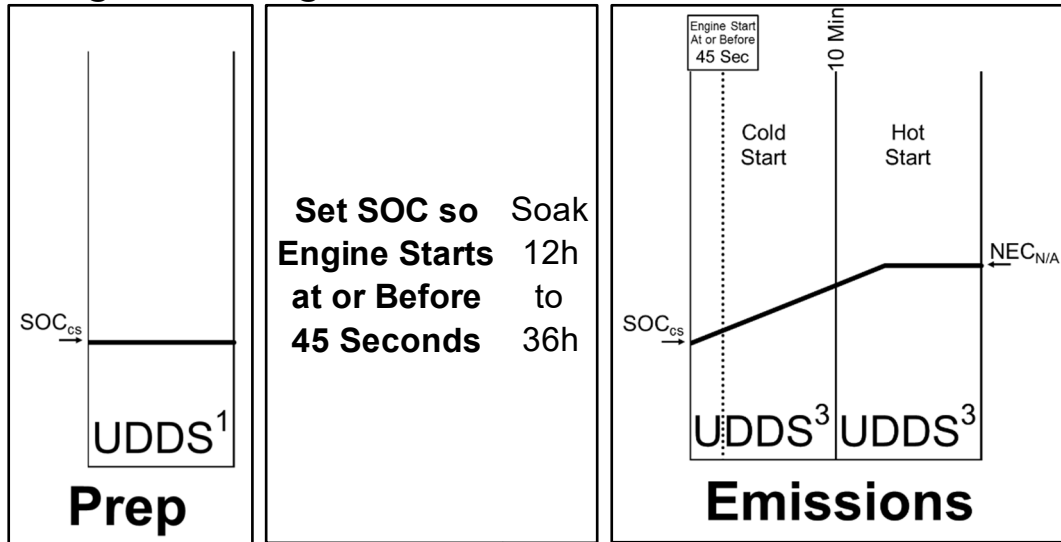 SOCcs
UDDS1
Prep
Set SOC so
Engine Starts
at or Before
45 Seconds
Soak
12h
to
36h
Engine Start
At or Before
45 Sec
10 Min
Cold
Start
Hot
Start
NECN/A
SOCcs
UDDS3
UDDS3
Emissions